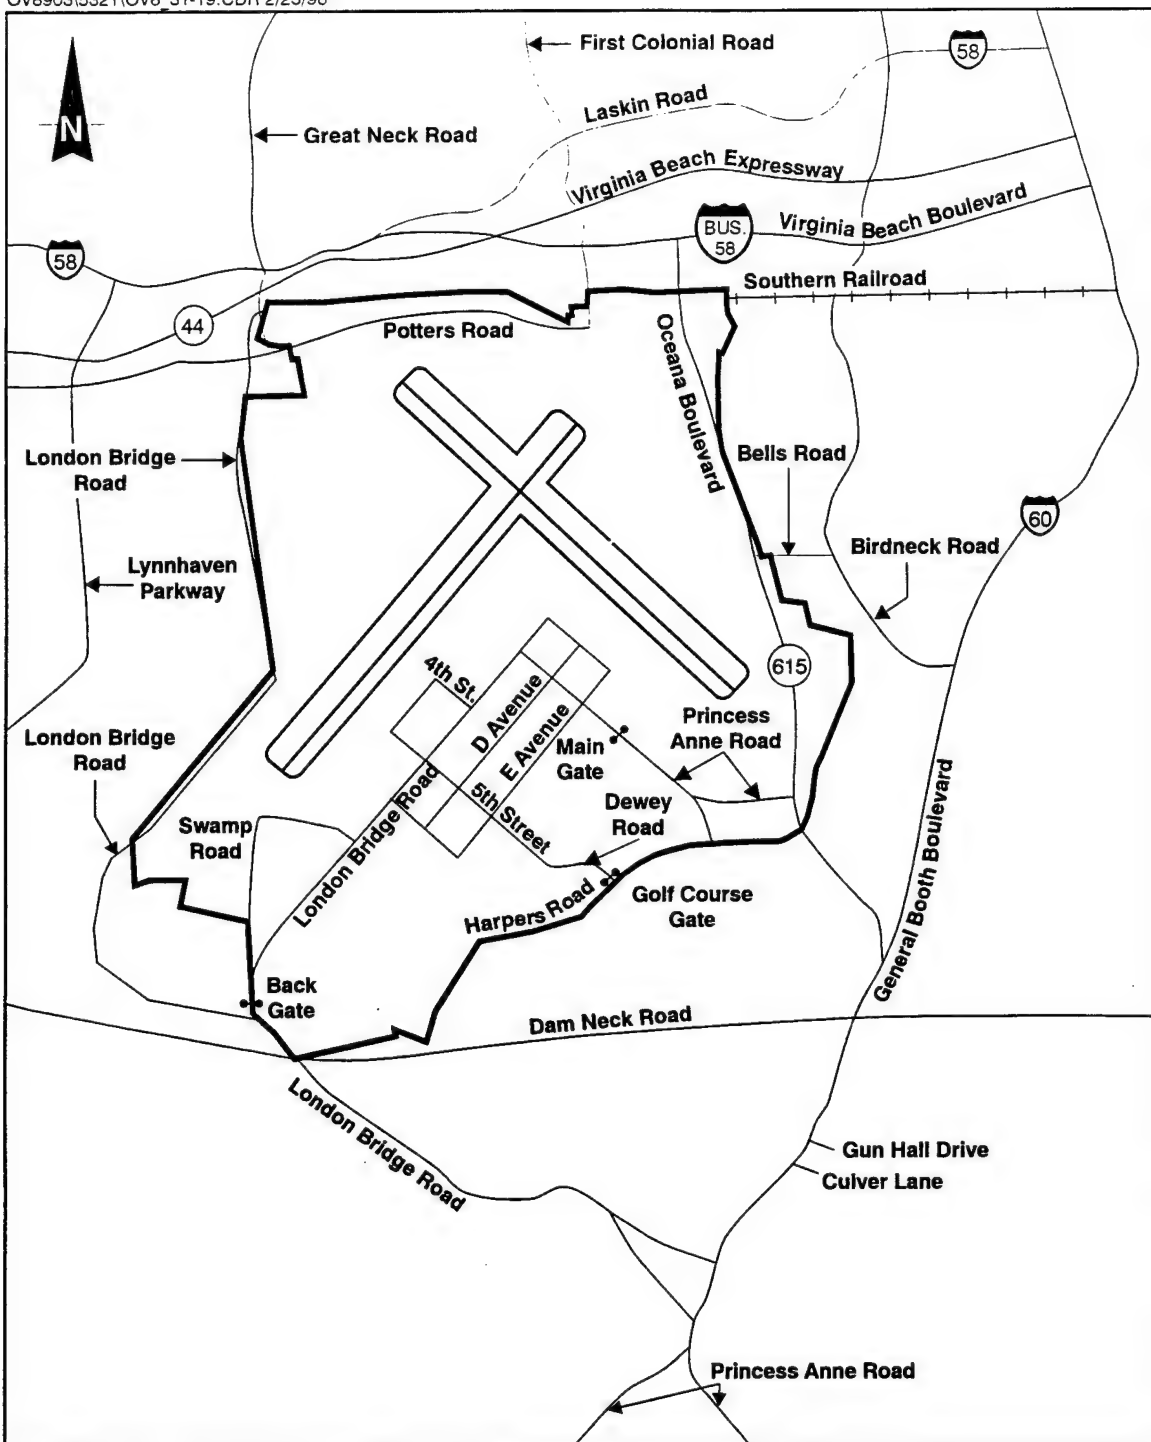 First Colonial Road
58
Laskin Road
N
Great Neck Road
Virginia Beach Expressway
Virginia Beach Boulevard
BUS.
58
58
Southern Railroad
44
Potters Road
Oceana Boulevard
London Bridge
Road
Bells Road
60
Birdneck Road
Lynnhaven
Parkway
615
4th St.
D Avenue
E Avenue
Princess
Anne Road
London Bridge
Road
Main
Gate
5th Street
Dewey
Road
Swamp
Road
London Bridge Road
Harpers Road
Golf Course
Gate
General Booth Boulevard
Back
Gate
Dam Neck Road
London Bridge Road
Gun Hall Drive
Culver Lane
Princess Anne Road